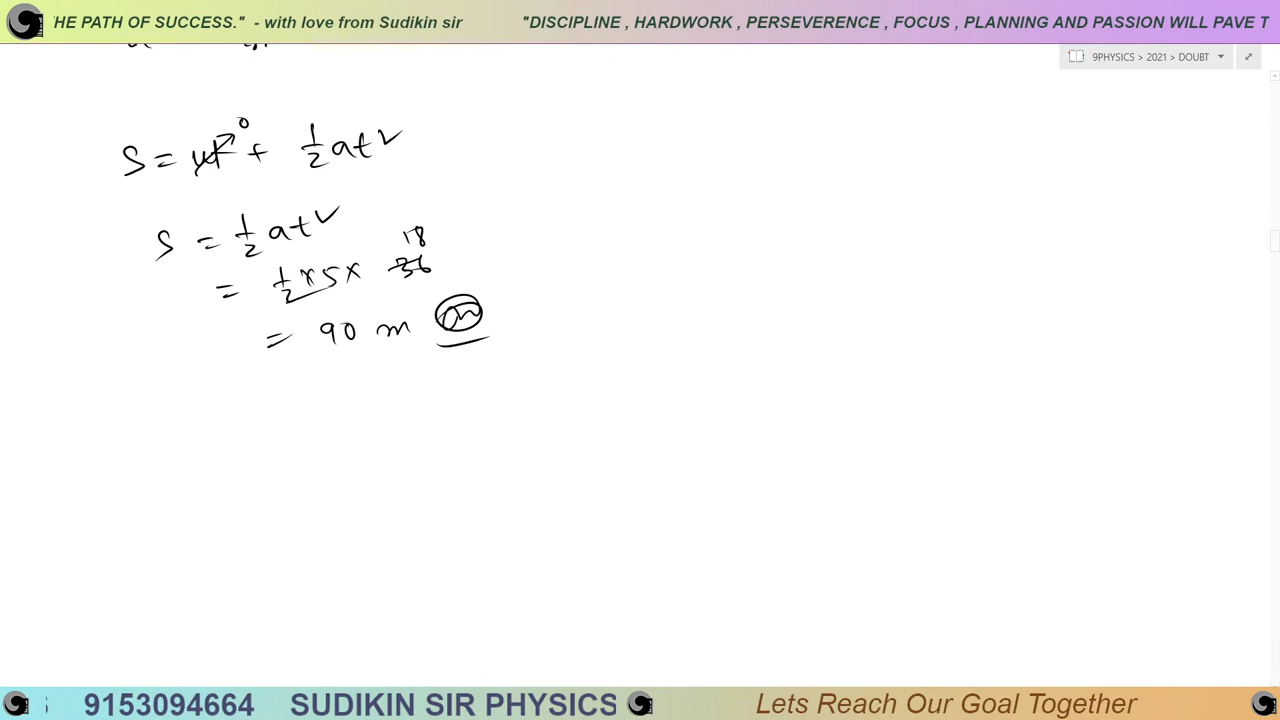 HE PATH OF SUCCESS." - with love from Sudikin sir "DISCIPLINE , HARDWORK , PERSEVERENCE , FOCUS , PLANNING AND PASSION WILL PAVE T
9PHYSICS > 2021 > DOUBT
0
S = ut + 1/2 at²
S = 1/2 at²
18
= 1/2 x 5 x 36
= 90 m
9153094664 SUDIKIN SIR PHYSICS Lets Reach Our Goal Together